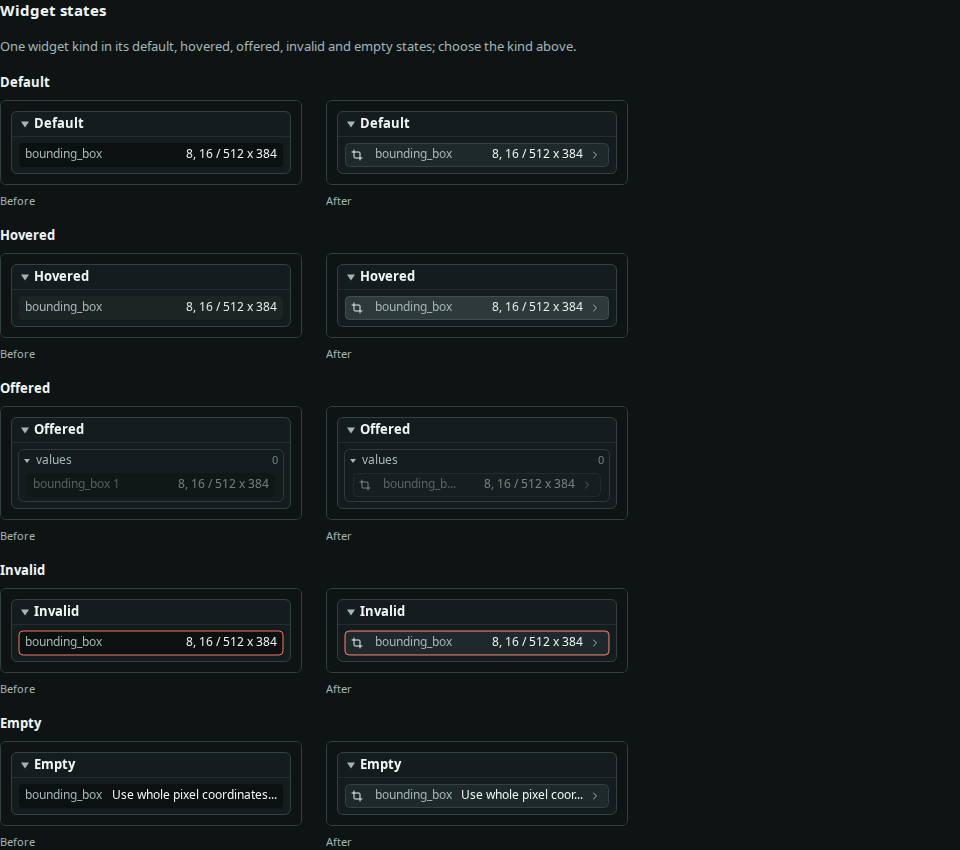 Widget states
One widget kind in its default, hovered, offered, invalid and empty states; choose the kind above.
Default
Default
bounding_box 8, 16 / 512 x 384
Before
Default
bounding_box 8, 16 / 512 x 384
After
Hovered
Hovered
bounding_box 8, 16 / 512 x 384
Before
Hovered
bounding_box 8, 16 / 512 x 384
After
Offered
Offered
values 0
bounding_box 1 8, 16 / 512 x 384
Before
Offered
values 0
bounding_b... 8, 16 / 512 x 384
After
Invalid
Invalid
bounding_box 8, 16 / 512 x 384
Before
Invalid
bounding_box 8, 16 / 512 x 384
After
Empty
Empty
bounding_box Use whole pixel coordinates...
Before
Empty
bounding_box Use whole pixel coor...
After